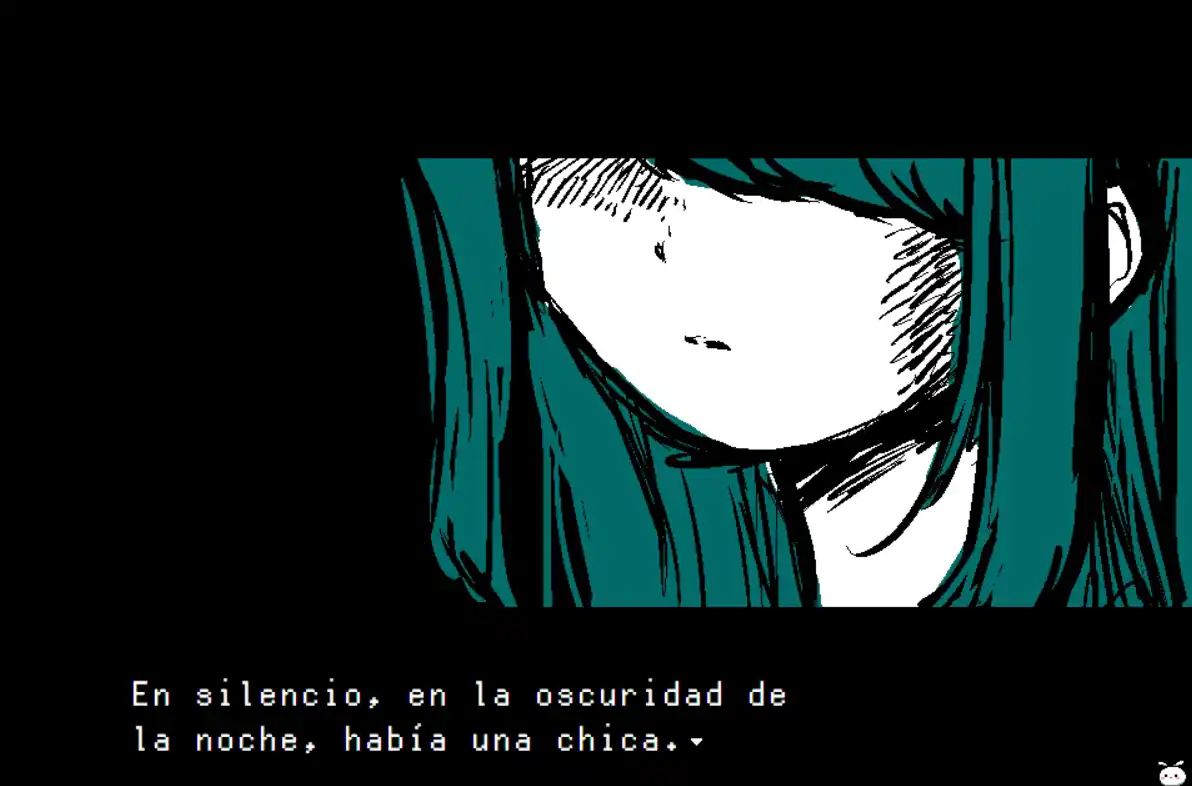 En silencio, en la oscuridad de
la noche, había una chica.